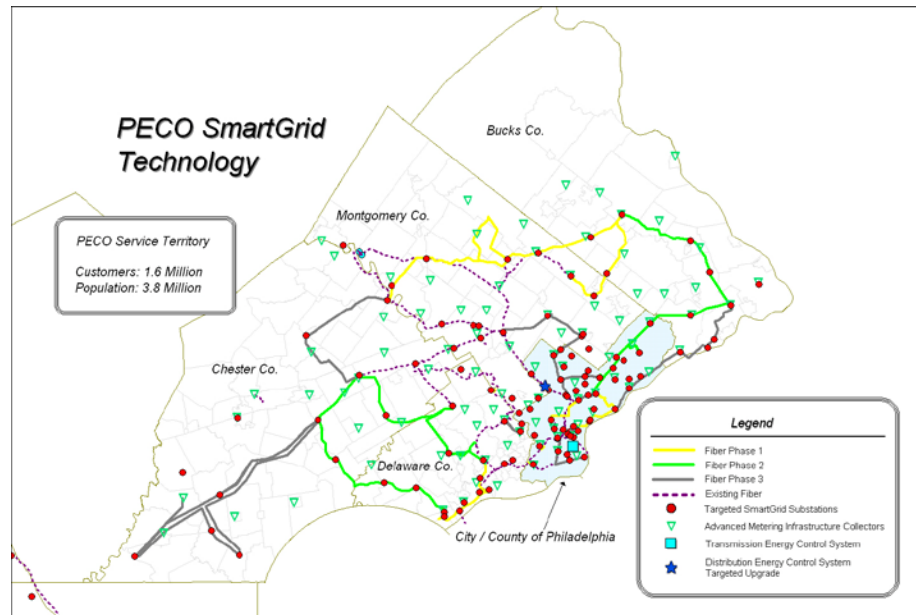 PECO SmartGrid
Technology
Bucks Co.
Montgomery Co.
PECO Service Territory
Customers: 1.6 Million
Population: 3.8 Million
Chester Co.
Delaware Co.
City / County of Philadelphia
Legend
Fiber Phase 1
Fiber Phase 2
Fiber Phase 3
Existing Fiber
Targeted SmartGrid Substations
Advanced Metering Infrastructure Collectors
Transmission Energy Control System
Distribution Energy Control System
Targeted Upgrade